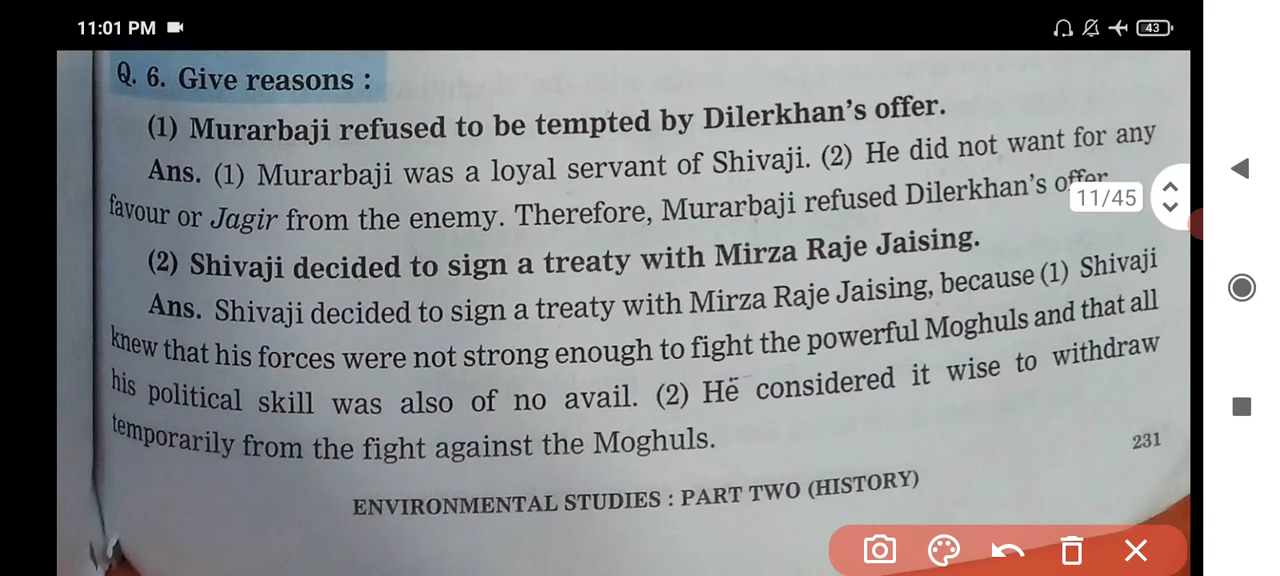 11:01 PM
43
Q. 6. Give reasons :
(1) Murarbaji refused to be tempted by Dilerkhan's offer.
Ans. (1) Murarbaji was a loyal servant of Shivaji. (2) He did not want for any
favour or Jagir from the enemy. Therefore, Murarbaji refused Dilerkhan's offer.
11/45
(2) Shivaji decided to sign a treaty with Mirza Raje Jaising.
Ans. Shivaji decided to sign a treaty with Mirza Raje Jaising, because (1) Shivaji
knew that his forces were not strong enough to fight the powerful Moghuls and that all
his political skill was also of no avail. (2) He considered it wise to withdraw
temporarily from the fight against the Moghuls.
231
ENVIRONMENTAL STUDIES : PART TWO (HISTORY)